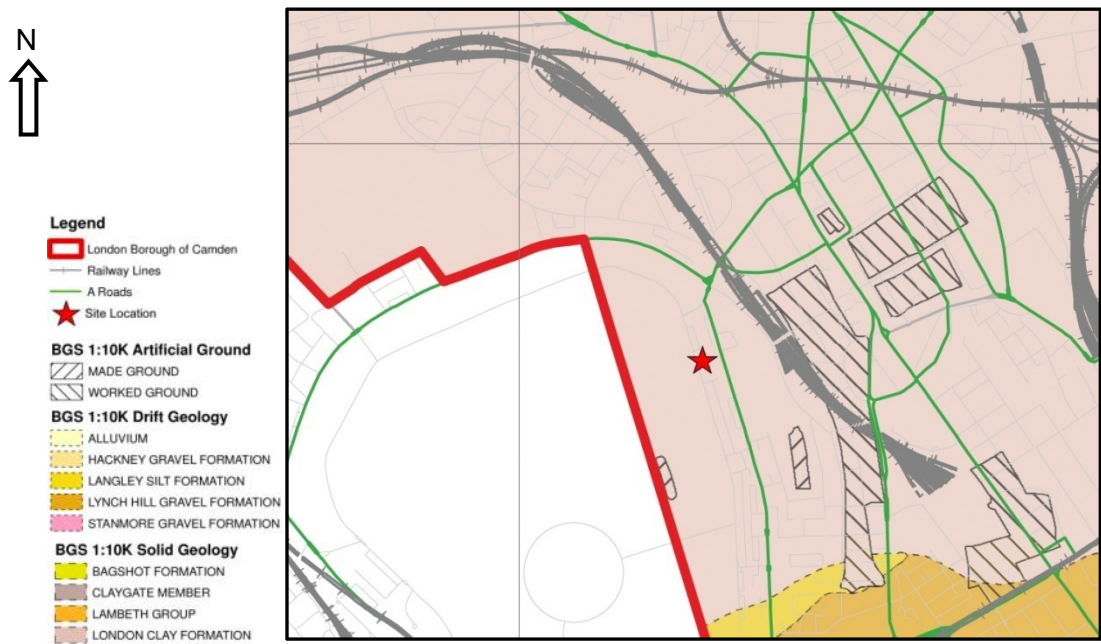 N
Legend
London Borough of Camden
Railway Lines
A Roads
Site Location
BGS 1:10K Artificial Ground
MADE GROUND
WORKED GROUND
BGS 1:10K Drift Geology
ALLUVIUM
HACKNEY GRAVEL FORMATION
LANGLEY SILT FORMATION
LYNCH HILL GRAVEL FORMATION
STANMORE GRAVEL FORMATION
BGS 1:10K Solid Geology
BAGSHOT FORMATION
CLAYGATE MEMBER
LAMBETH GROUP
LONDON CLAY FORMATION